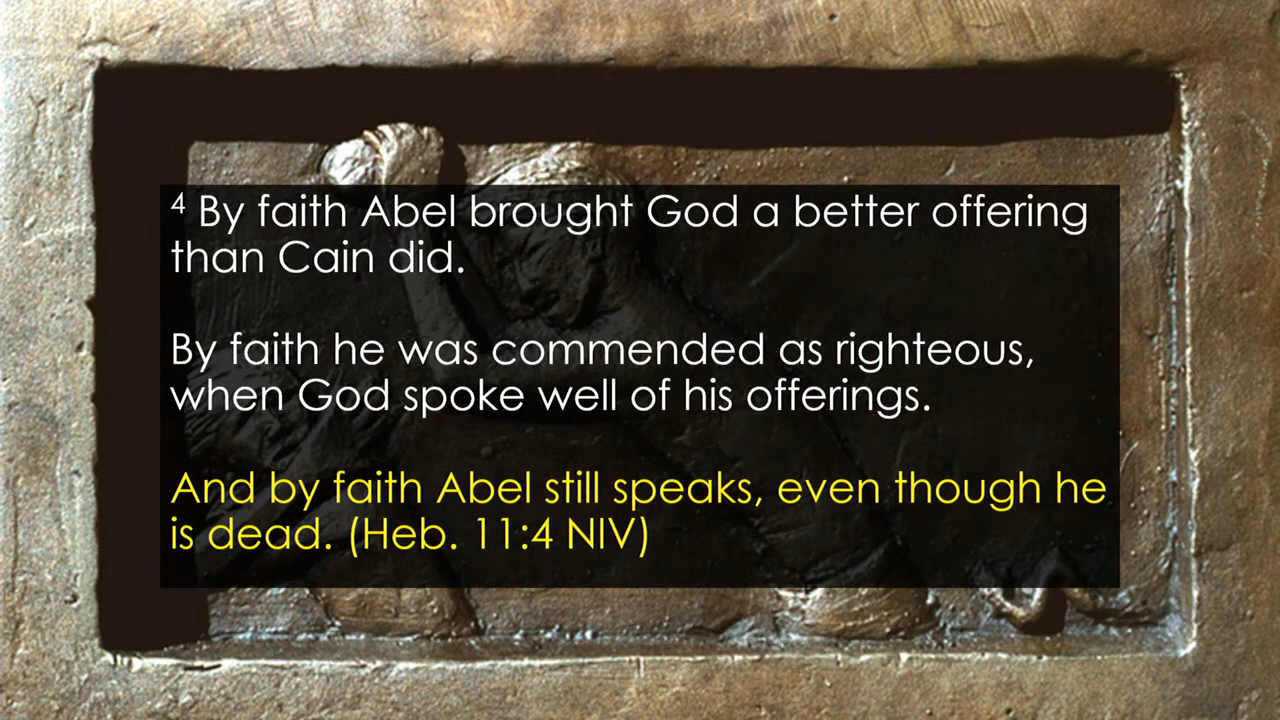 4 By faith Abel brought God a better offering
than Cain did.
By faith he was commended as righteous,
when God spoke well of his offerings.
And by faith Abel still speaks, even though he
is dead. (Heb. 11:4 NIV)